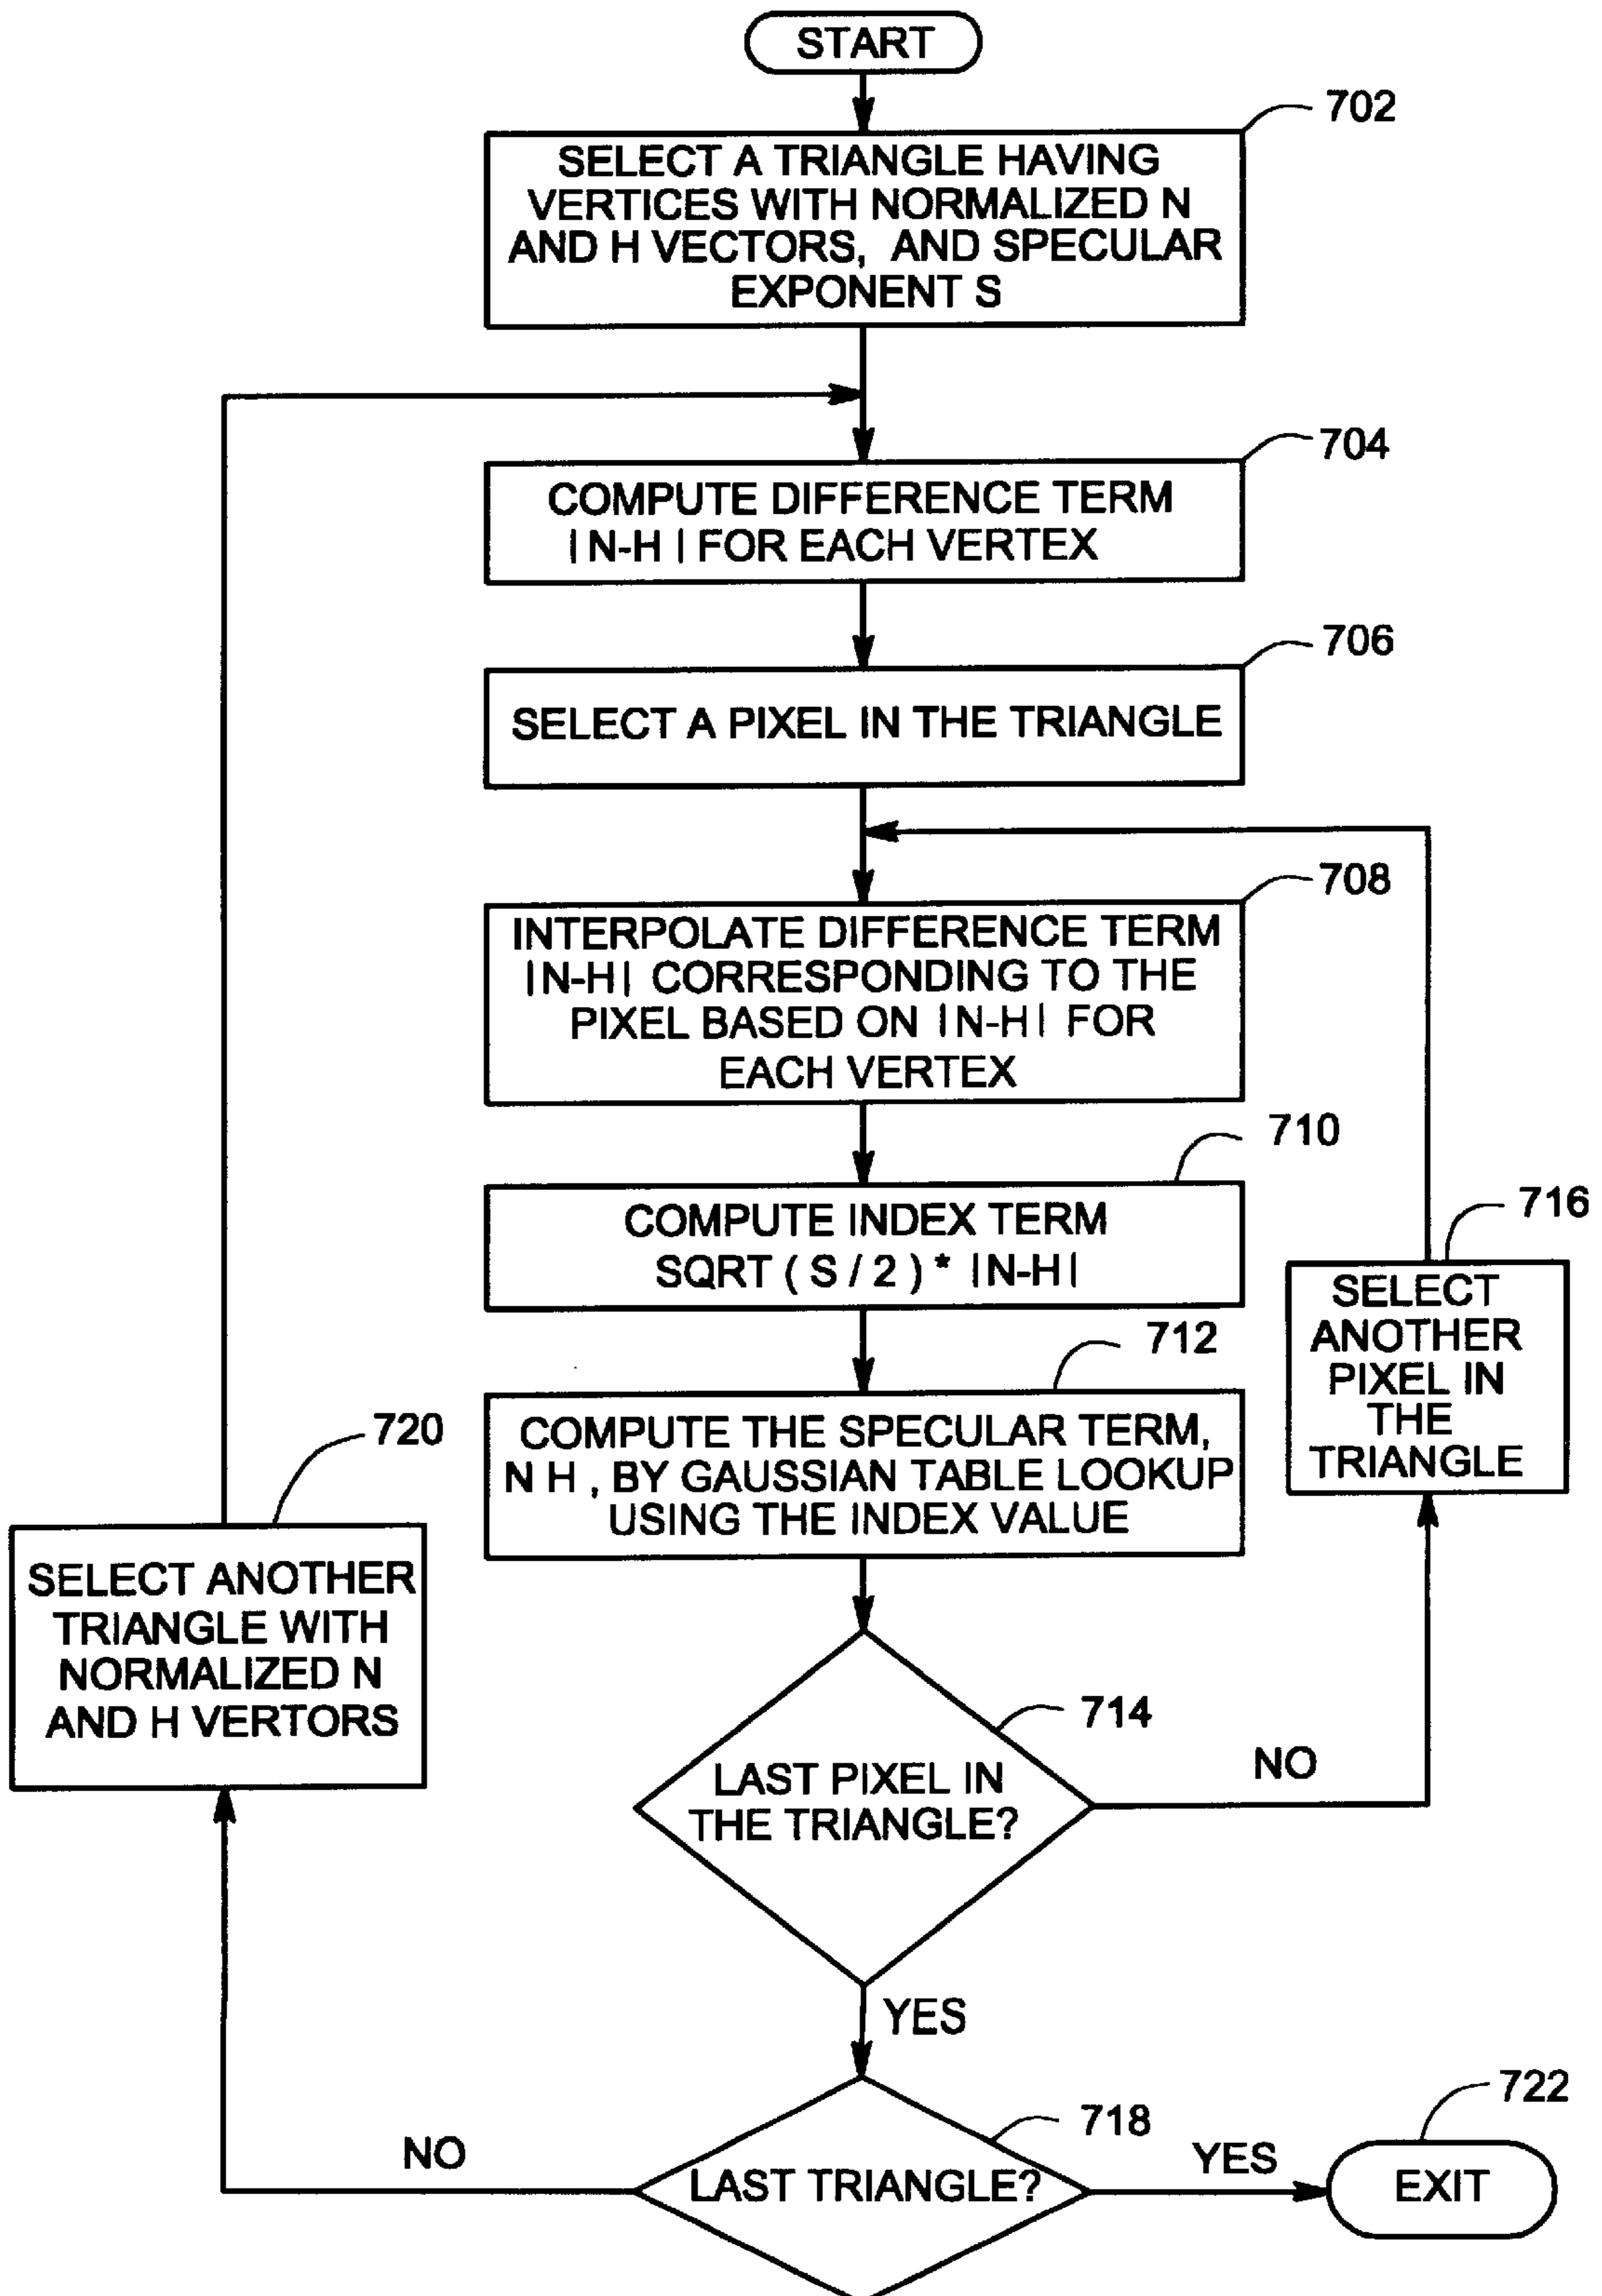 START
702
SELECT A TRIANGLE HAVING
VERTICES WITH NORMALIZED N
AND H VECTORS, AND SPECULAR
EXPONENT S
704
COMPUTE DIFFERENCE TERM
|N-H| FOR EACH VERTEX
706
SELECT A PIXEL IN THE TRIANGLE
708
INTERPOLATE DIFFERENCE TERM
|N-H| CORRESPONDING TO THE
PIXEL BASED ON |N-H| FOR
EACH VERTEX
710
COMPUTE INDEX TERM
SQRT ( S / 2 ) * |N-H|
712
COMPUTE THE SPECULAR TERM,
N H , BY GAUSSIAN TABLE LOOKUP
USING THE INDEX VALUE
716
SELECT
ANOTHER
PIXEL IN
THE
TRIANGLE
720
SELECT ANOTHER
TRIANGLE WITH
NORMALIZED N
AND H VERTORS
714
LAST PIXEL IN
THE TRIANGLE?
NO
YES
718
LAST TRIANGLE?
NO
YES
722
EXIT